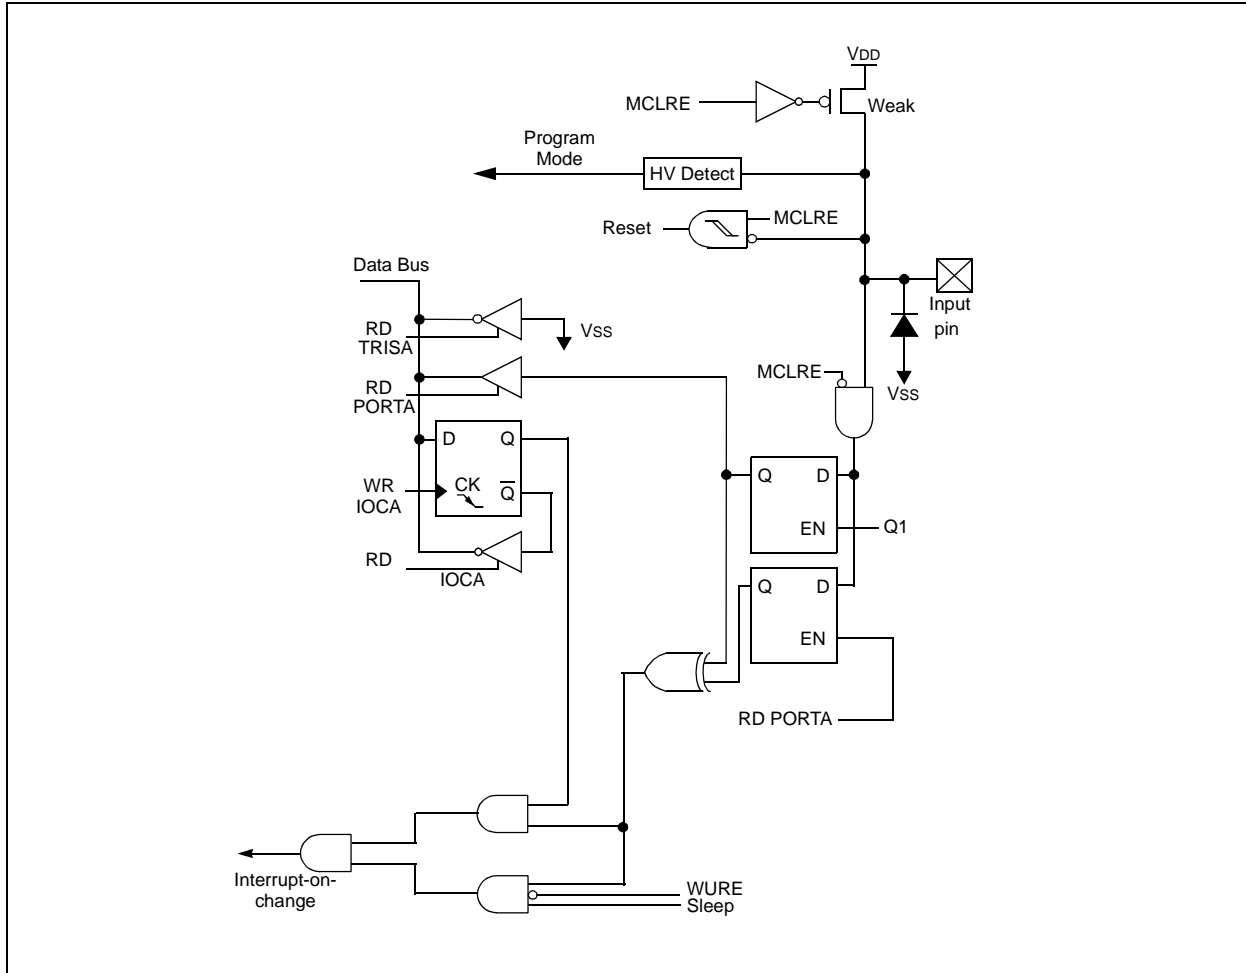 VDD
MCLRE
Weak
Program
Mode
HV Detect
MCLRE
Reset
Data Bus
Input
pin
VSS
RD
TRISA
VSS
MCLRE
RD
PORTA
D
Q
Q
D
WR
IOCA
CK
Q
EN
Q1
RD
IOCA
Q
D
EN
RD PORTA
Interrupt-on-
change
WURE
Sleep